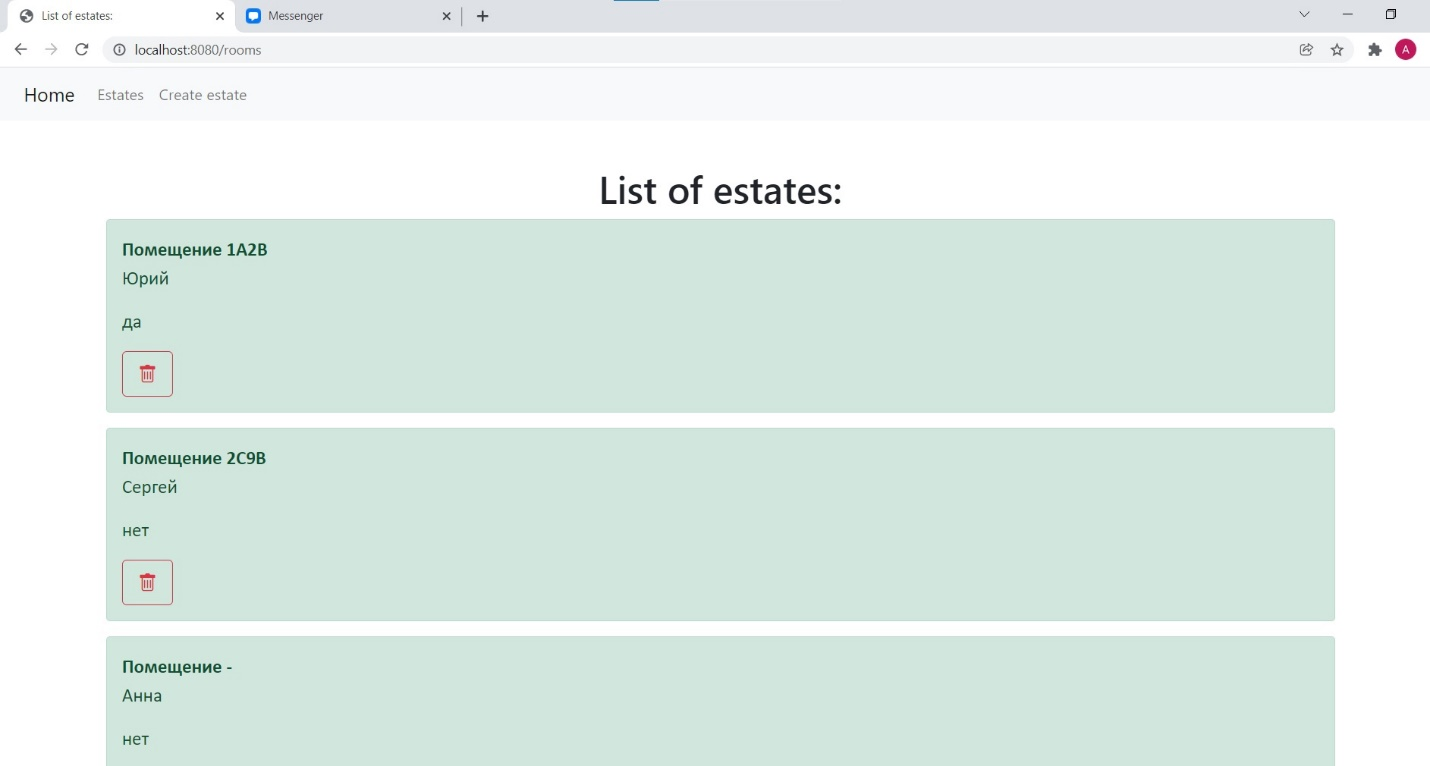 List of estates:
Messenger
localhost:8080/rooms
A
Home Estates Create estate
List of estates:
Помещение 1A2B
Юрий
да
Помещение 2C9B
Сергей
нет
Помещение -
Анна
нет